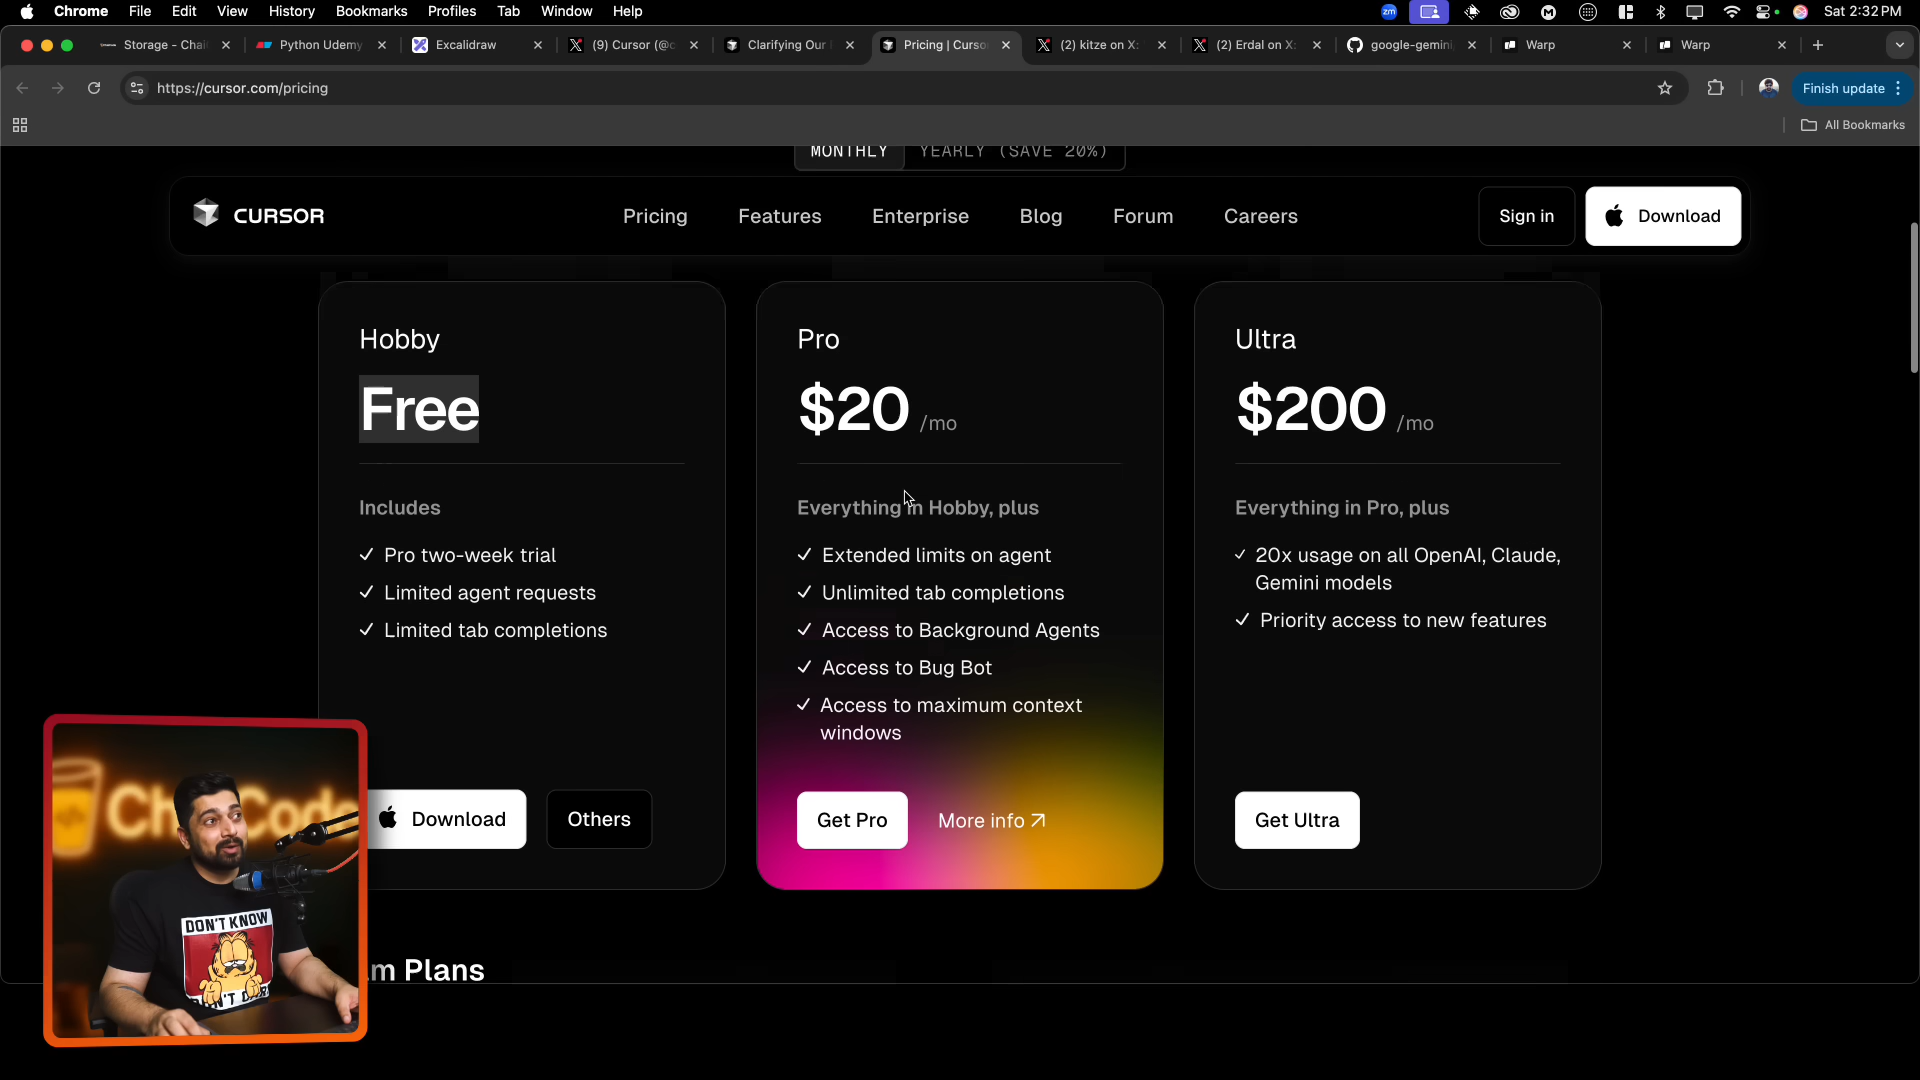 Chrome File Edit View History Bookmarks Profiles Tab Window Help
zm
Sat 2:32 PM
Storage - Chai
Python Udemy
Excalidraw
(9) Cursor (@c
Clarifying Our
Pricing | Curso
(2) kitze on X:
(2) Erdal on X:
google-gemini
Warp
Warp
https://cursor.com/pricing
Finish update
All Bookmarks
MONTHLY YEARLY (SAVE 20%)
CURSOR
Pricing Features Enterprise Blog Forum Careers
Sign in
Download
Hobby
Free
Includes
Pro two-week trial
Limited agent requests
Limited tab completions
Download
Others
Pro
$20 /mo
Everything in Hobby, plus
Extended limits on agent
Unlimited tab completions
Access to Background Agents
Access to Bug Bot
Access to maximum context
windows
Get Pro
More info
Ultra
$200 /mo
Everything in Pro, plus
20x usage on all OpenAI, Claude,
Gemini models
Priority access to new features
Get Ultra
m Plans
DON'T KNOW